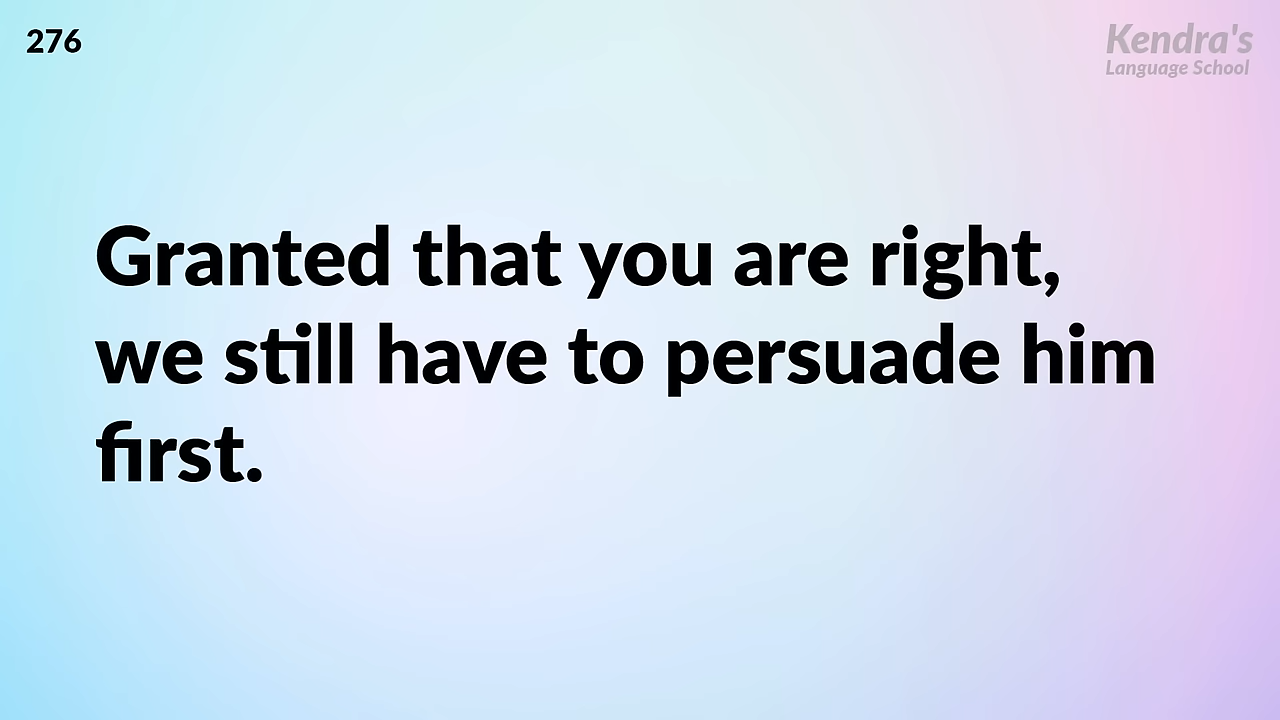 276
Kendra's
Language School
Granted that you are right,
we still have to persuade him
first.